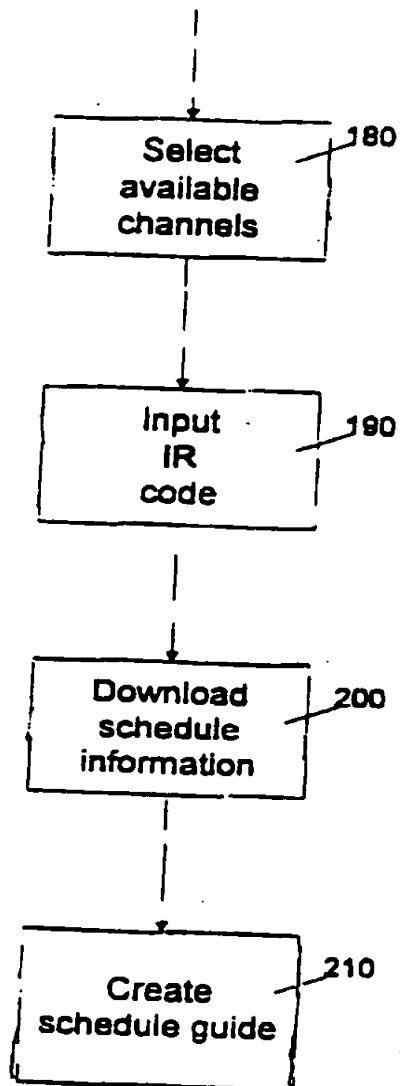 Select
available
channels
180
Input
IR
code
190
Download
schedule
information
200
Create
schedule guide
210